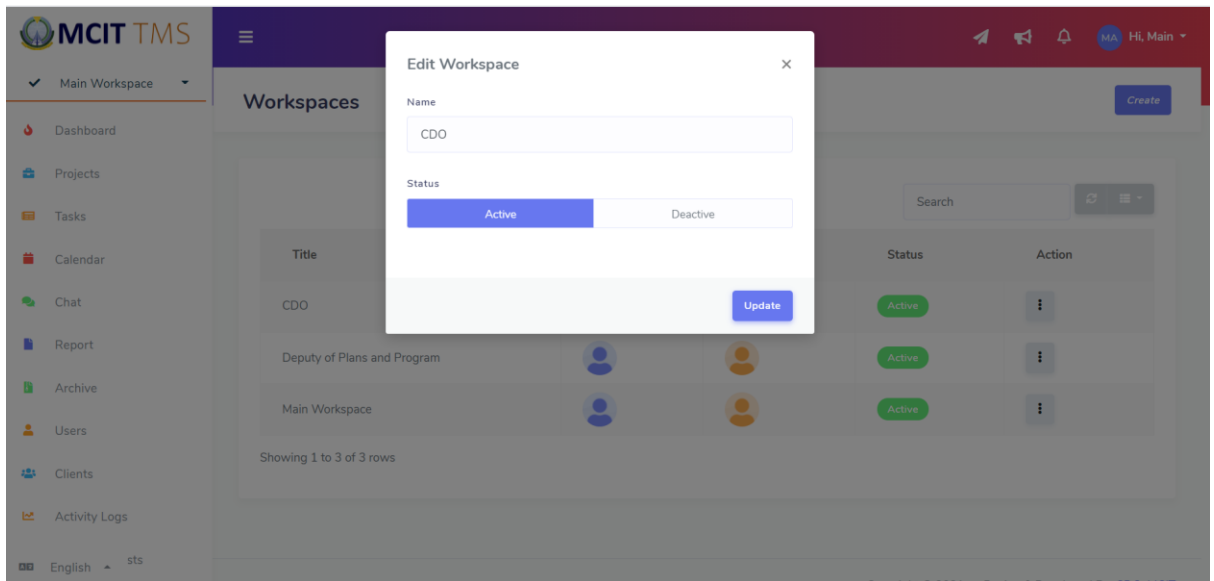 MCIT TMS
MA Hi, Main
Main Workspace
Workspaces
Create
Dashboard
Projects
Tasks
Calendar
Chat
Report
Archive
Users
Clients
Activity Logs
English
sts
Edit Workspace
×
Name
CDO
Status
Active Deactive
Update
Search
Title Status Action
CDO Active
Deputy of Plans and Program Active
Main Workspace Active
Showing 1 to 3 of 3 rows